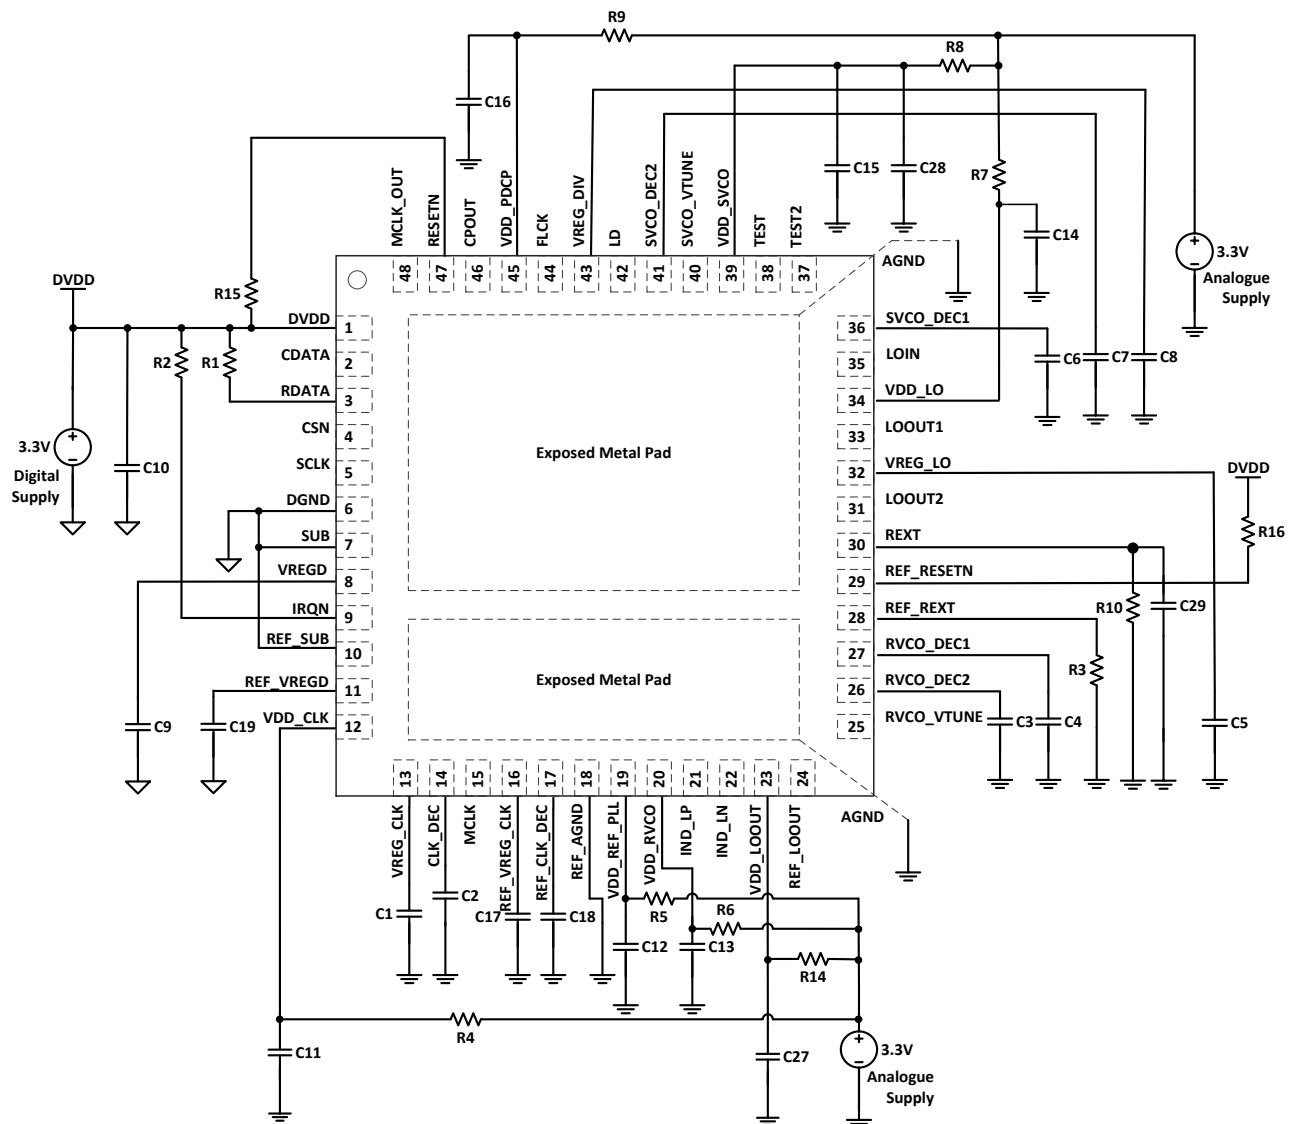 R9
R8
C16
C15
C28
R7
C14
MCLK_OUT
RESETN
CPOUT
VDD_PDCP
FLCK
VREG_DIV
LD
SVCO_DEC2
SVCO_VTUNE
VDD_SVCO
TEST
TEST2
3.3V
Analogue
Supply
AGND
48
47
46
45
44
43
42
41
40
39
38
37
DVDD
R15
DVDD
1
36
SVCO_DEC1
R2
R1
CDATA
2
35
LOIN
C6
C7
C8
RDATA
3
34
VDD_LO
CSN
4
33
LOOUT1
3.3V
Digital
Supply
C10
Exposed Metal Pad
SCLK
5
32
VREG_LO
DVDD
DGND
6
31
LOOUT2
SUB
7
30
REXT
R16
VREGD
8
29
REF_RESETN
R10
C29
IRQN
9
28
REF_REXT
REF_SUB
10
27
RVCO_DEC1
R3
Exposed Metal Pad
REF_VREGD
11
26
RVCO_DEC2
VDD_CLK
12
25
RVCO_VTUNE
C9
C19
C3
C4
C5
13
14
15
16
17
18
19
20
21
22
23
24
AGND
VREG_CLK
CLK_DEC
MCLK
REF_VREG_CLK
REF_CLK_DEC
REF_AGND
VDD_REF_PLL
VDD_RVCO
IND_LP
IND_LN
VDD_LOOUT
REF_LOOUT
C1
C2
C17
C18
R5
R6
C12
C13
R14
R4
C11
C27
3.3V
Analogue
Supply